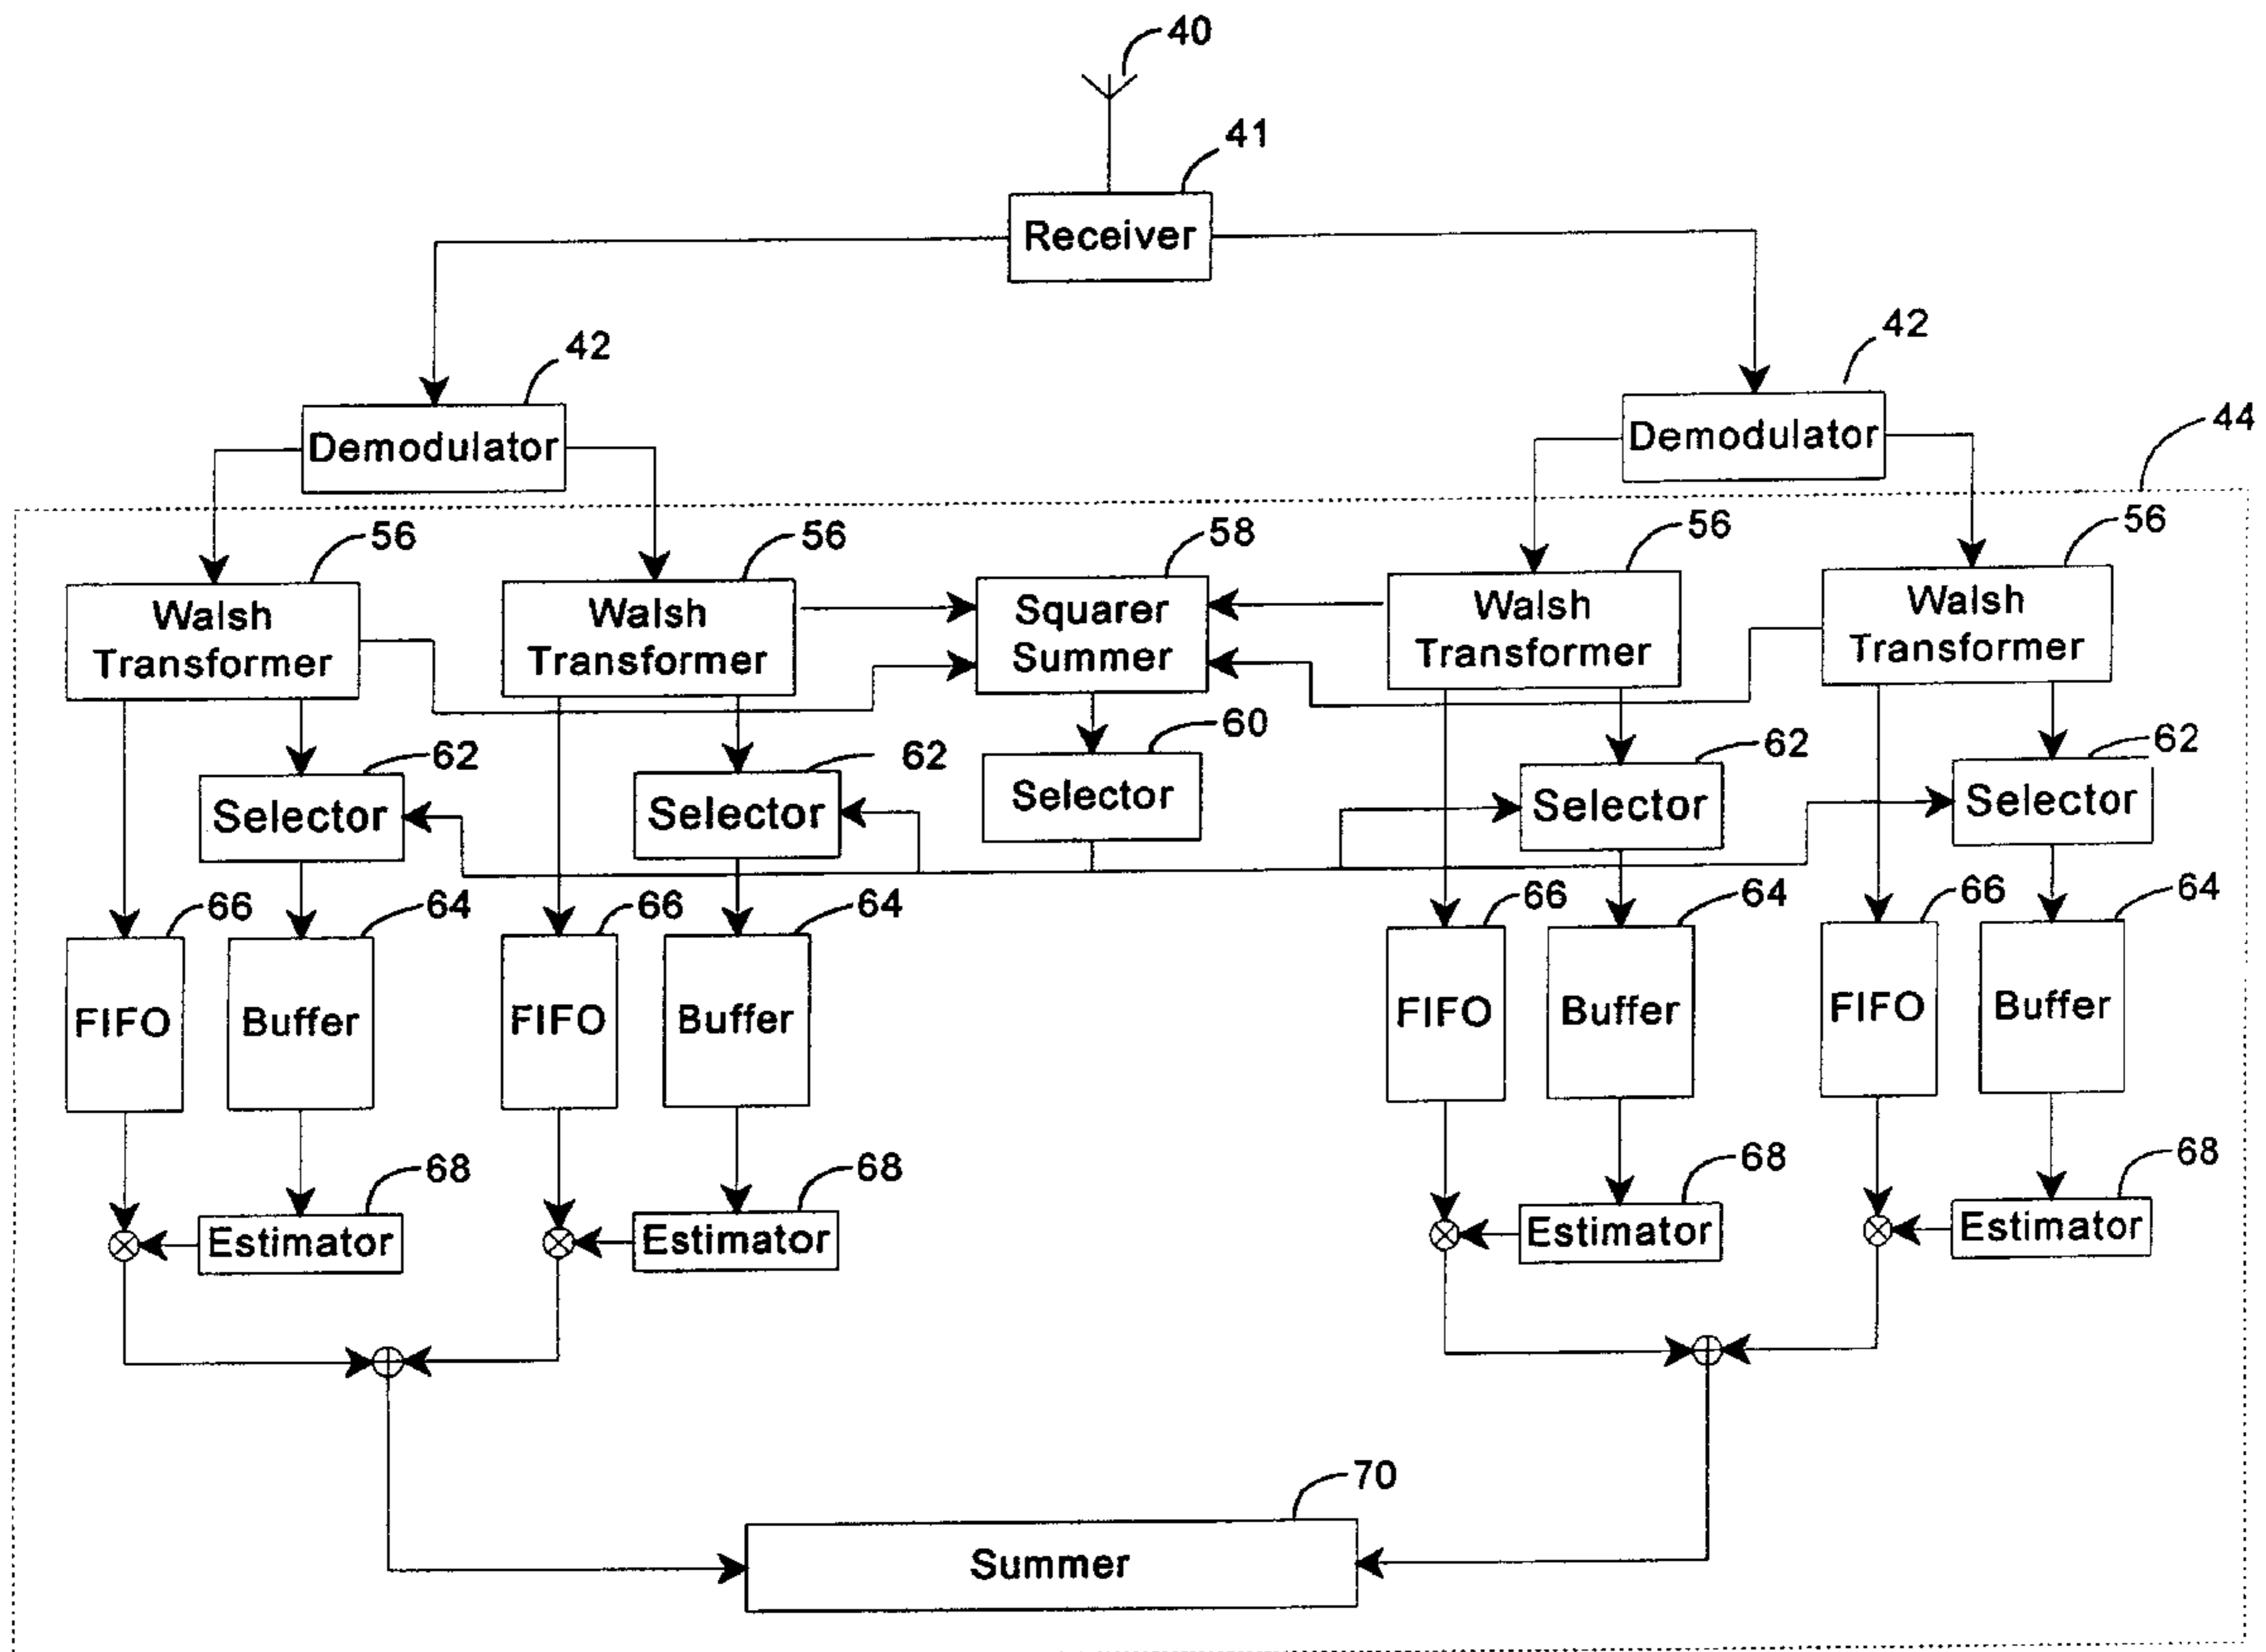 40
41
Receiver
42
42
Demodulator
Demodulator
44
56
56
58
56
56
Walsh
Transformer
Walsh
Transformer
Squarer
Summer
Walsh
Transformer
Walsh
Transformer
62
62
60
62
62
Selector
Selector
Selector
Selector
Selector
66
64
66
64
66
64
66
64
FIFO
Buffer
FIFO
Buffer
FIFO
Buffer
FIFO
Buffer
68
68
68
68
Estimator
Estimator
Estimator
Estimator
70
Summer